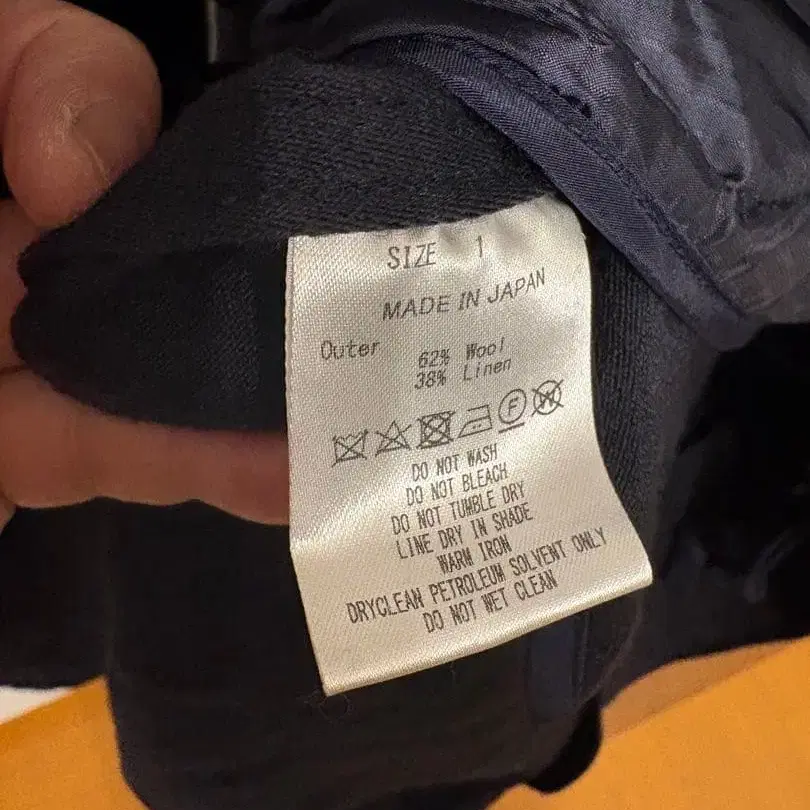 SIZE 1
MADE IN JAPAN
Outer 62% Wool
38% Linen
F W
DO NOT WASH
DO NOT BLEACH
DO NOT TUMBLE DRY
LINE DRY IN SHADE
WARM IRON
DRYCLEAN PETROLEUM SOLVENT ONLY
DO NOT WET CLEAN